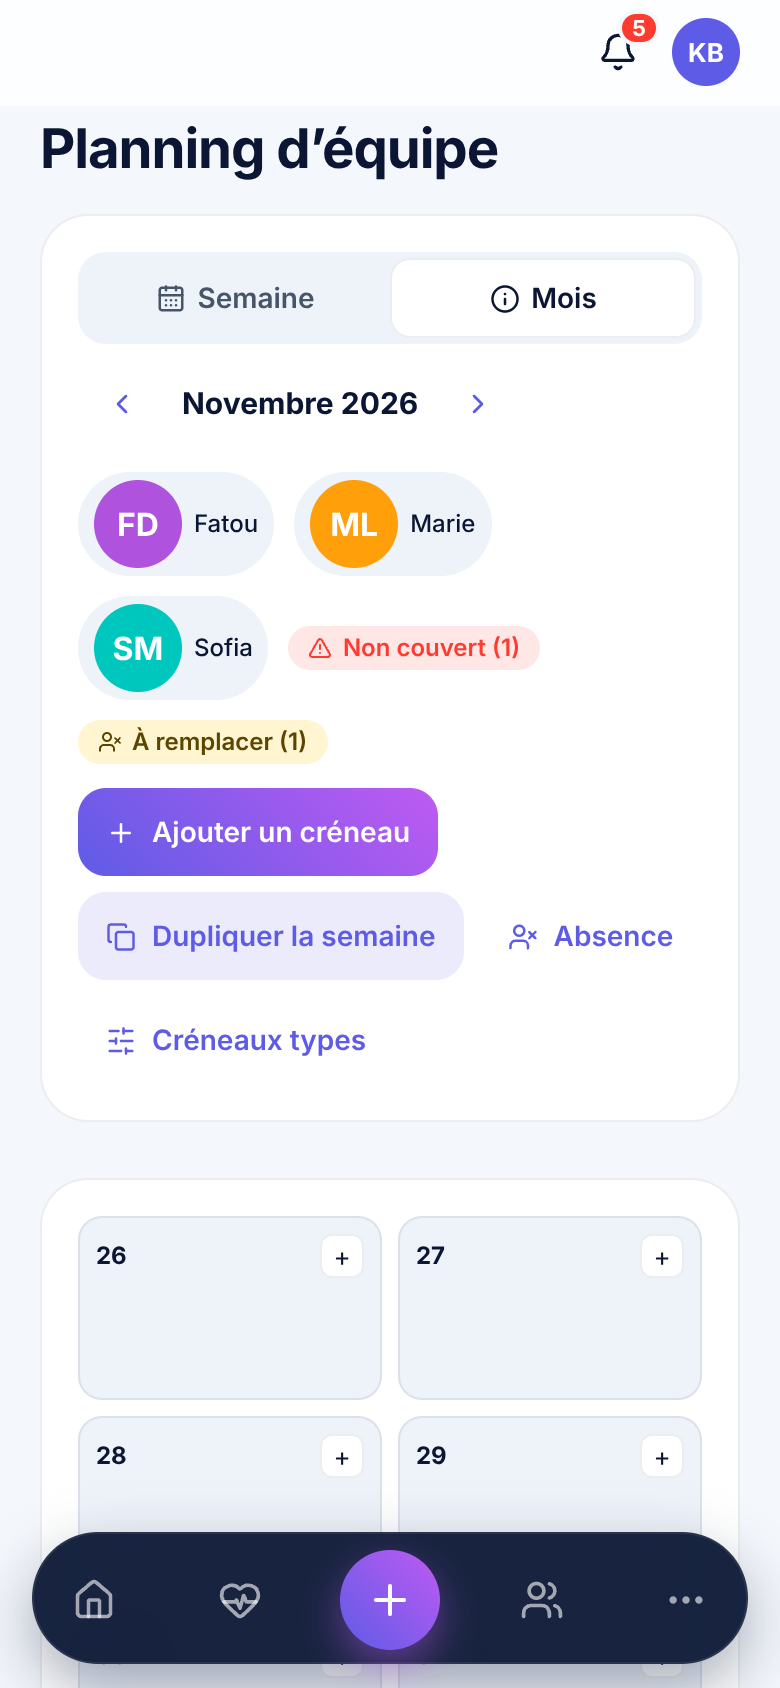 5
KB
Planning d’équipe
Semaine
Mois
Novembre 2026
FD Fatou
ML Marie
SM Sofia
Non couvert (1)
À remplacer (1)
+ Ajouter un créneau
Dupliquer la semaine
Absence
Créneaux types
26 +
27 +
28 +
29 +
+